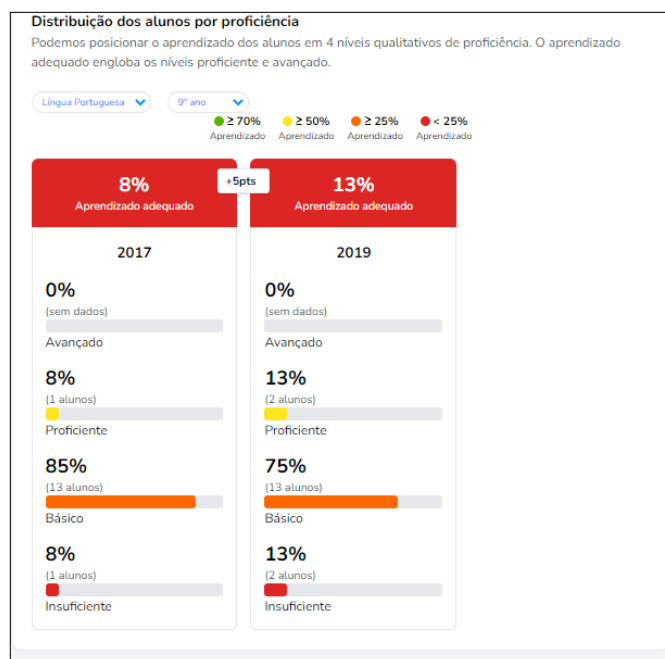 Distribuição dos alunos por proficiência
Podemos posicionar o aprendizado dos alunos em 4 níveis qualitativos de proficiência. O aprendizado
adequado engloba os níveis proficiente e avançado.
Língua Portuguesa
9º ano
≥ 70%
Aprendizado
≥ 50%
Aprendizado
≥ 25%
Aprendizado
< 25%
Aprendizado
8%
Aprendizado adequado
+5pts
13%
Aprendizado adequado
2017
0%
(sem dados)
Avançado
8%
(1 alunos)
Proficiente
85%
(13 alunos)
Básico
8%
(1 alunos)
Insuficiente
2019
0%
(sem dados)
Avançado
13%
(2 alunos)
Proficiente
75%
(13 alunos)
Básico
13%
(2 alunos)
Insuficiente